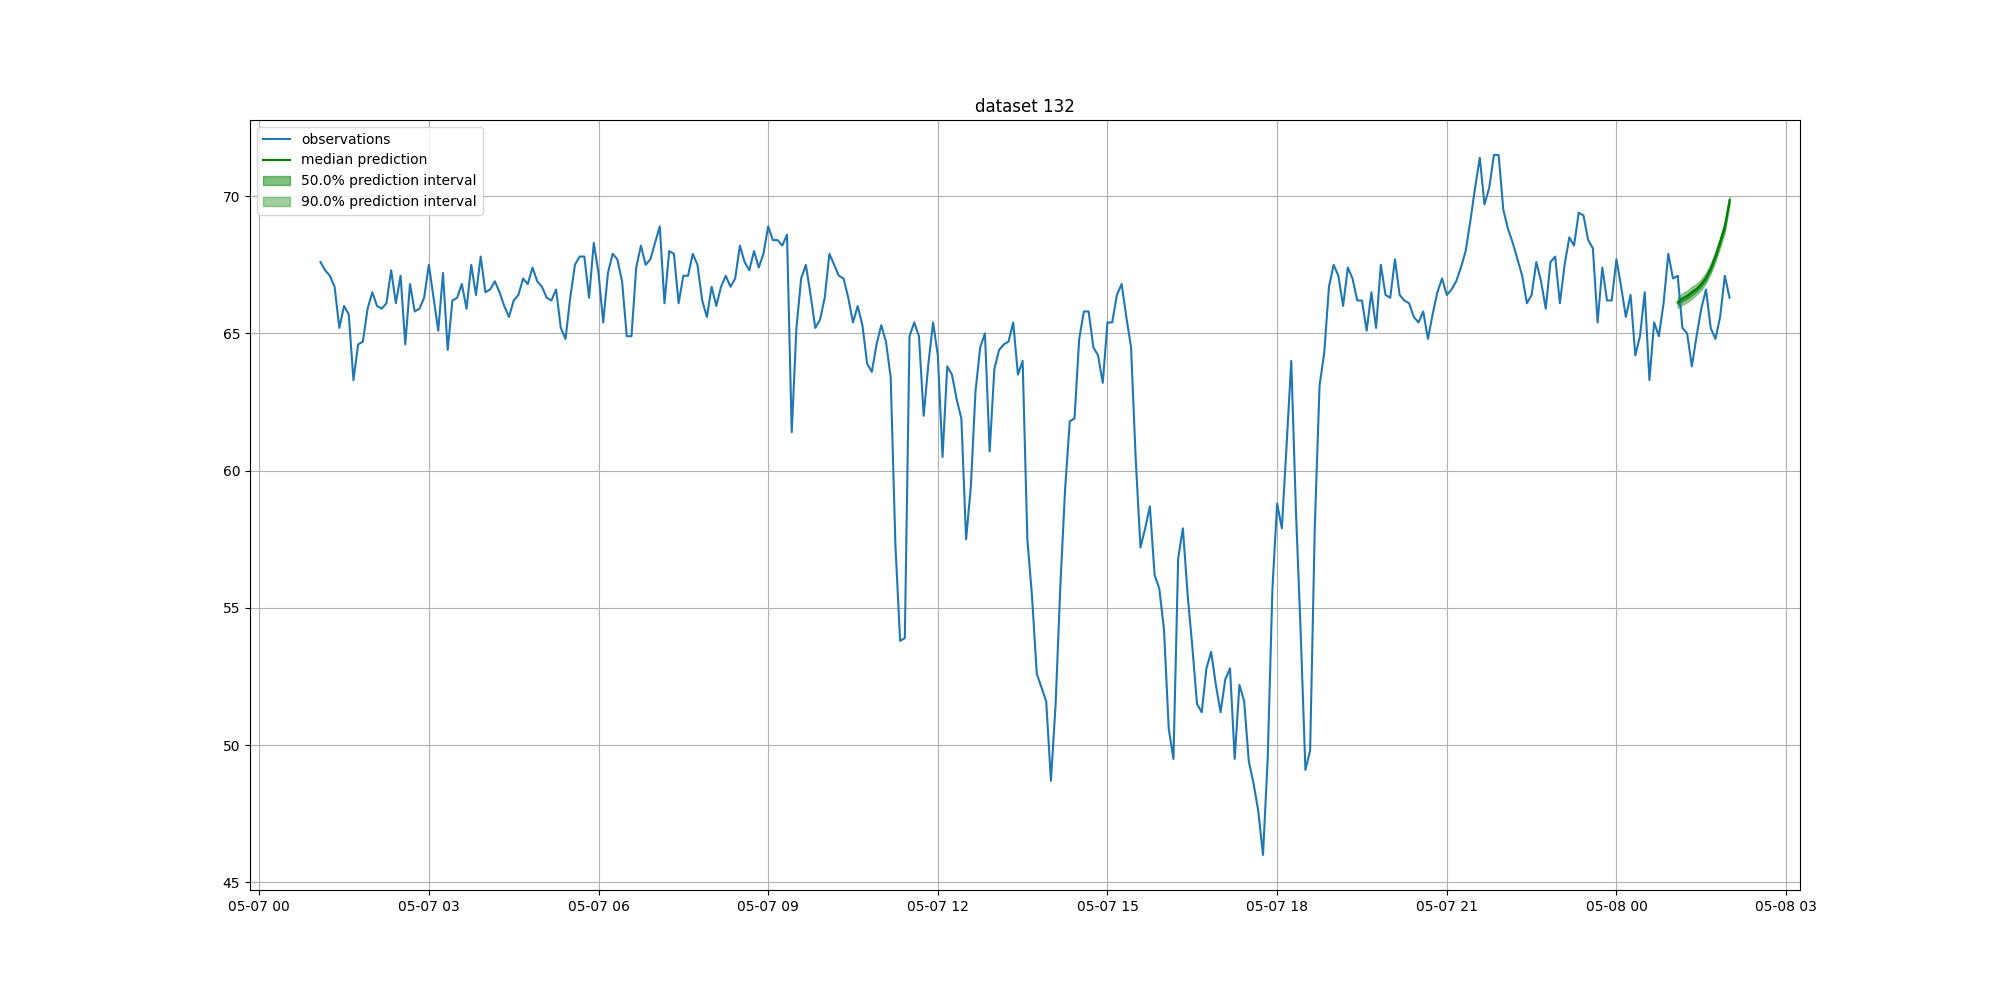 dataset 132
observations
median prediction
50.0% prediction interval
90.0% prediction interval
70
65
60
55
50
45
05-07 00 05-07 03 05-07 06 05-07 09 05-07 12 05-07 15 05-07 18 05-07 21 05-08 00 05-08 03